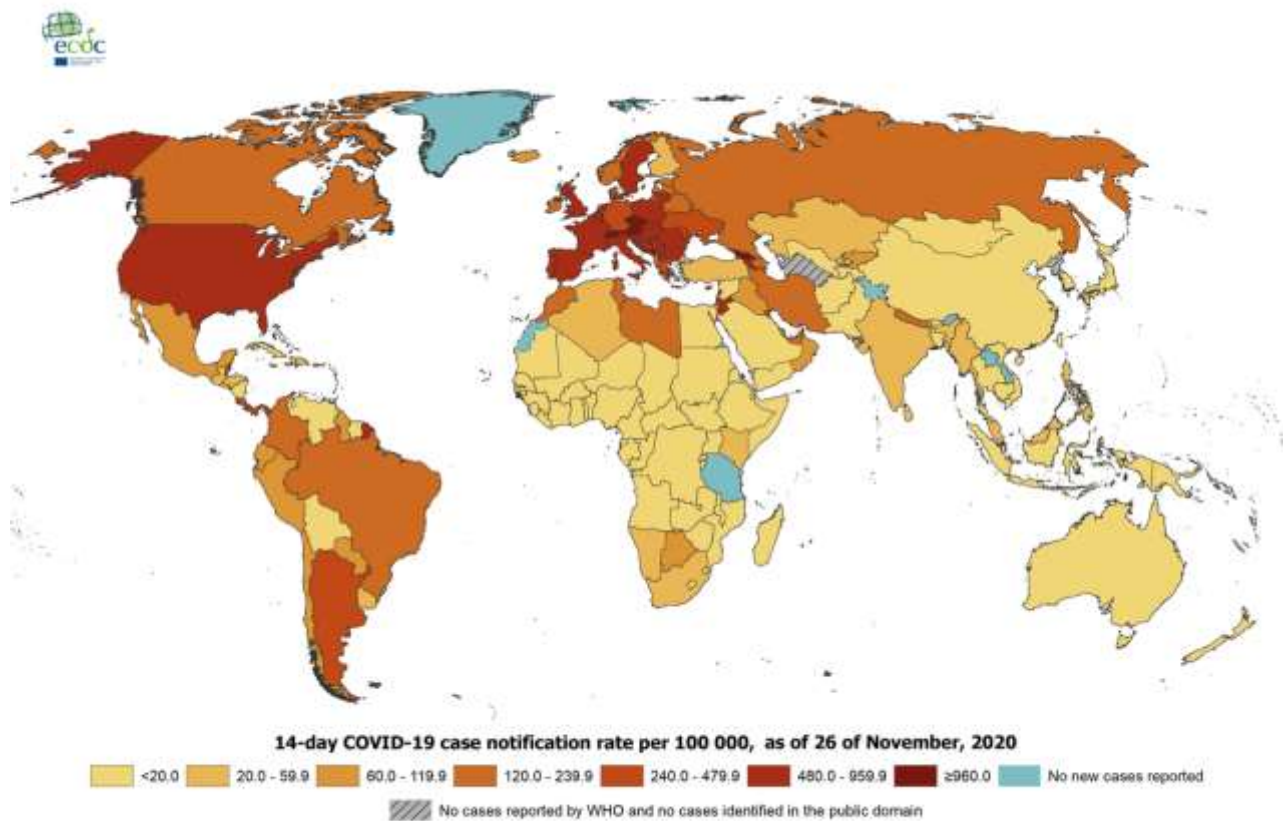 ecdc
14-day COVID-19 case notification rate per 100 000, as of 26 of November, 2020
<20.0 20.0 - 59.9 60.0 - 119.9 120.0 - 239.9 240.0 - 479.9 480.0 - 959.9 ≥960.0 No new cases reported
No cases reported by WHO and no cases identified in the public domain